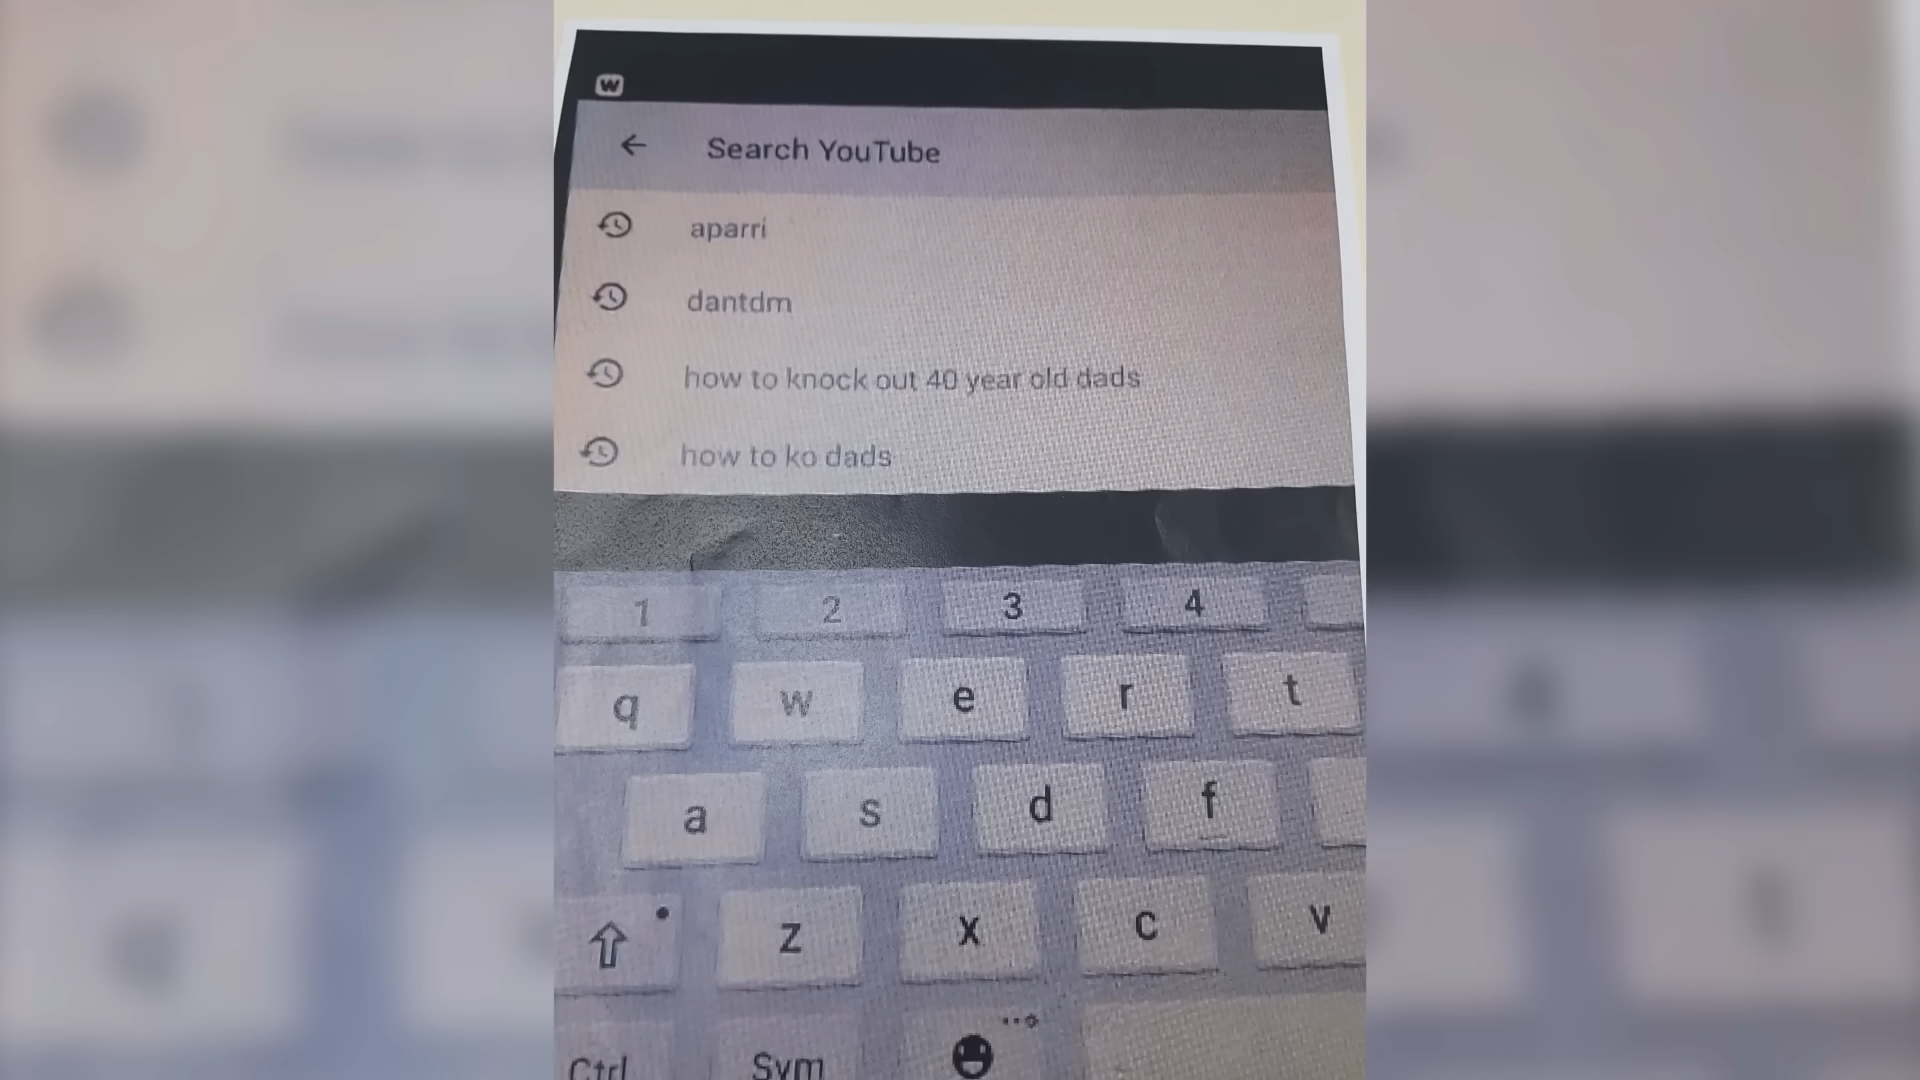 W
Search YouTube
aparri
dantdm
how to knock out 40 year old dads
how to ko dads
1 2 3 4
q w e r t
a s d f
z x c v
Ctrl Sym